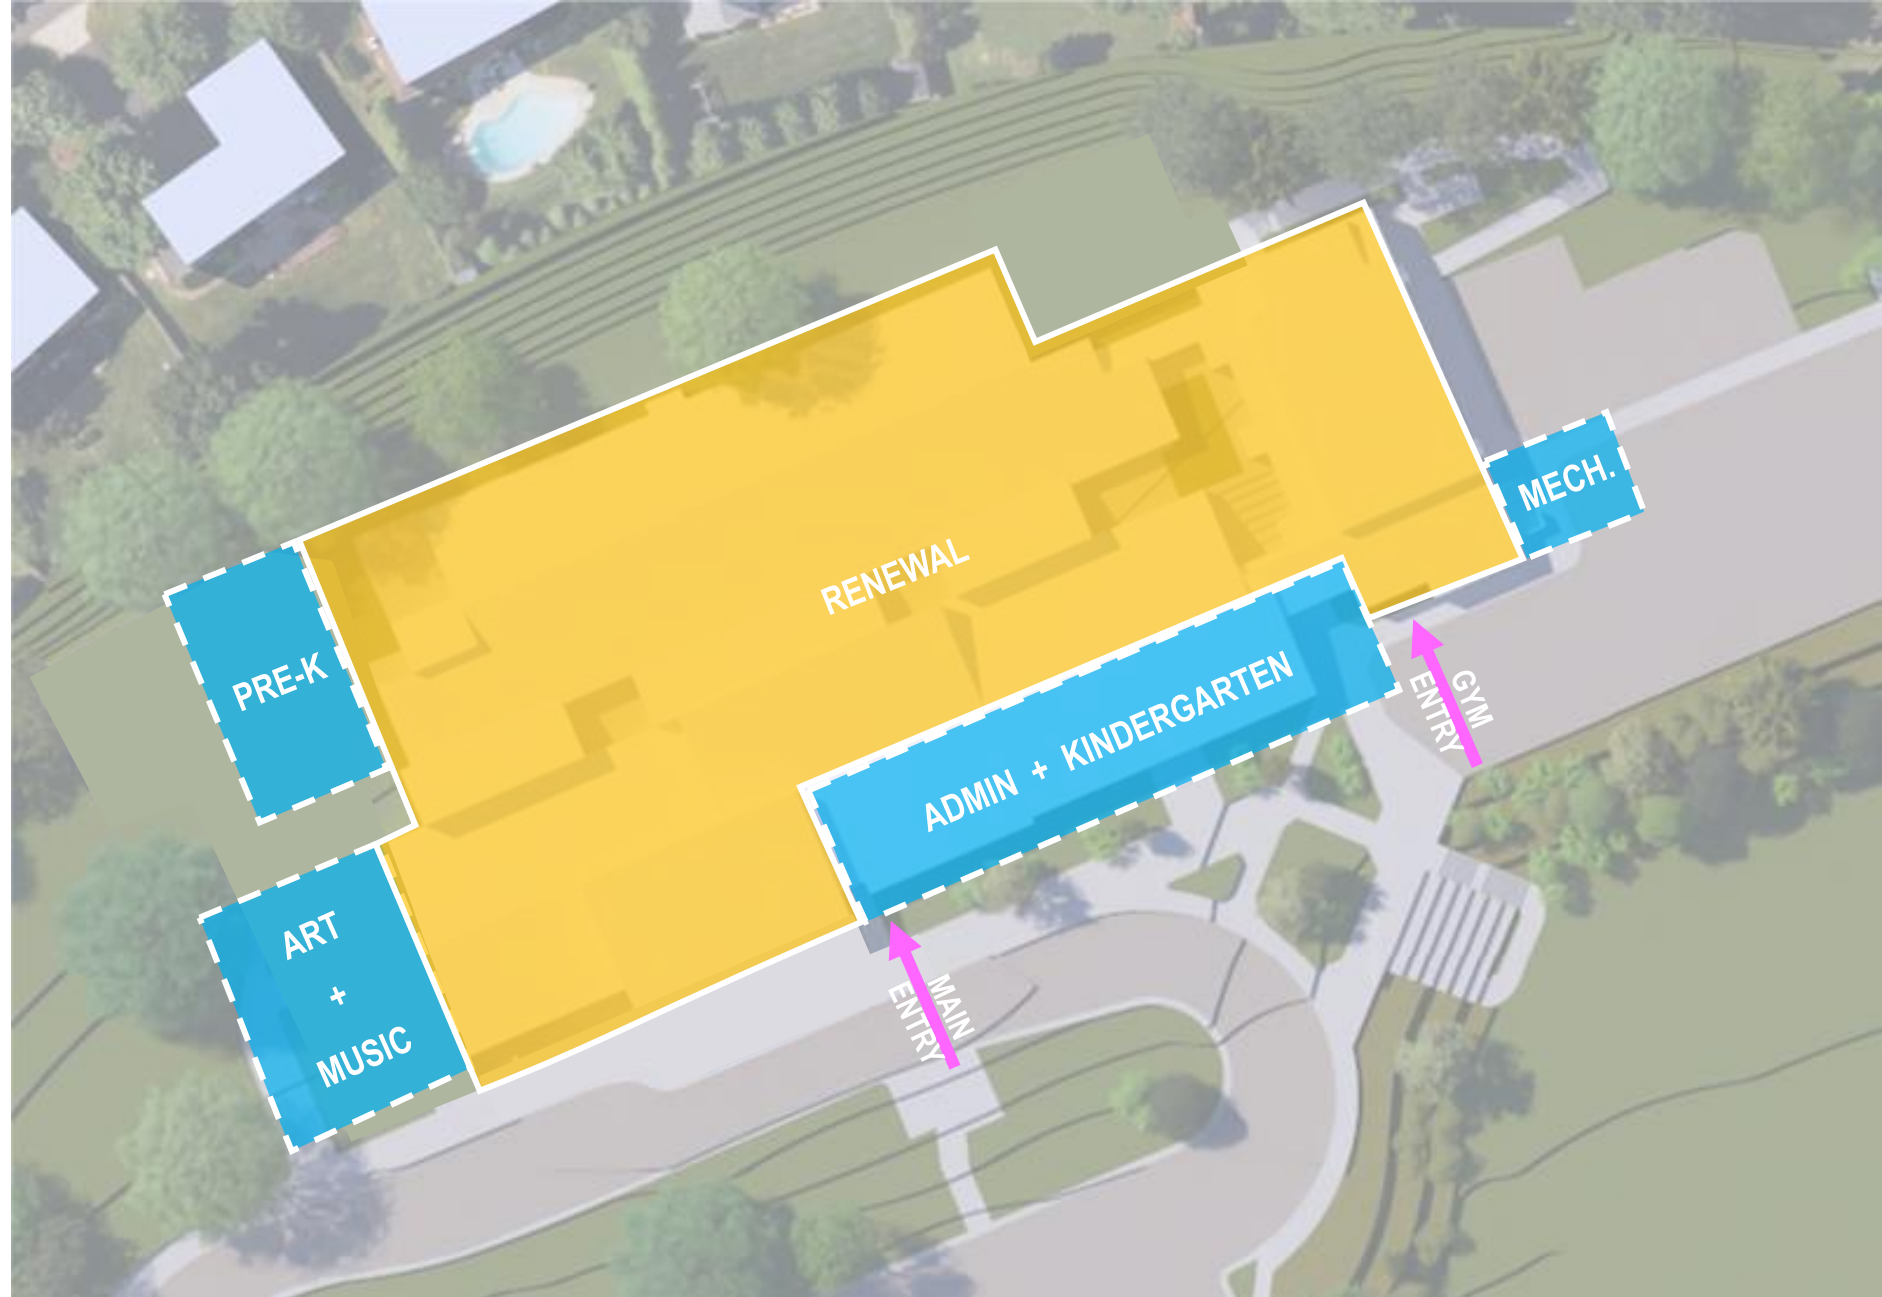 RENEWAL
MECH.
PRE-K
ADMIN + KINDERGARTEN
GYM
ENTRY
ART
+
MUSIC
MAIN
ENTRY